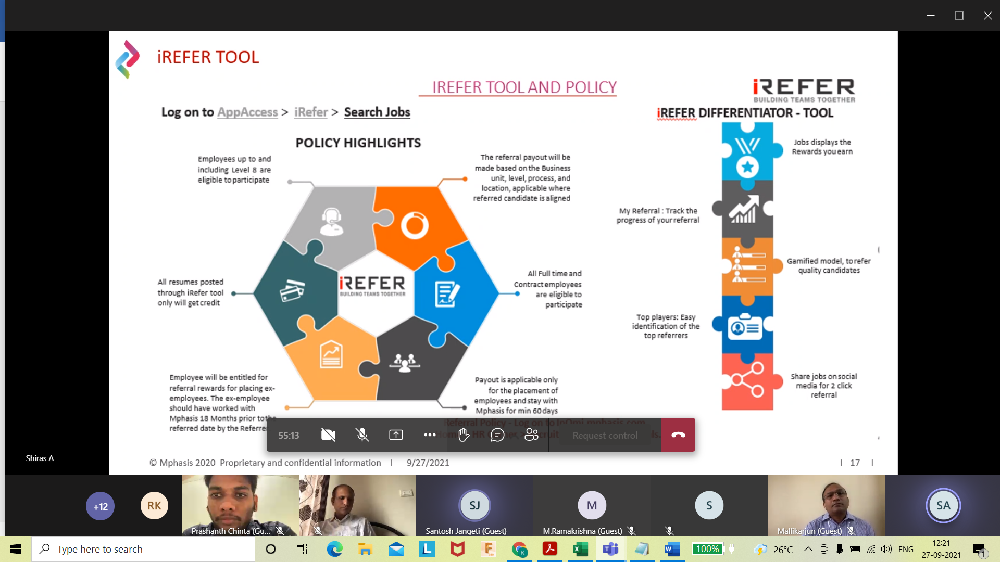 iREFER TOOL
IREFER TOOL AND POLICY
iREFER
BUILDING TEAMS TOGETHER
Log on to AppAccess > iRefer > Search Jobs
iREFER DIFFERENTIATOR - TOOL
POLICY HIGHLIGHTS
Employees up to and
including Level 8 are
eligible to participate
The referral payout will be
made based on the Business
unit, level, process, and
location, applicable where
referred candidate is aligned
All resumes posted
through iRefer tool
only will get credit
iREFER
BUILDING TEAMS TOGETHER
All Full time and
Contract employees
are eligible to
participate
Employee will be entitled for
referral rewards for placing ex-
employees. The ex-employee
should have worked with
Mphasis 18 Months prior to the
referred date by the Referrer
Payout is applicable only
for the placement of
employees and stay with
Mphasis for min 60 days
Jobs displays the
Rewards you earn
My Referral : Track the
progress of your referral
Gamified model, to refer
quality candidates
Top players: Easy
identification of the
top referrers
Share jobs on social
media for 2 click
referral
Referral Policy - Log on to InOmi.mphasis.com
55:13
Request control
Shiras A
© Mphasis 2020 Proprietary and confidential information | 9/27/2021
| 17 |
+12
RK
Prashanth Chinta (Gu...
SJ
Santosh Jangeti (Guest)
M
M.Ramakrishna (Guest)
S
Mallikarjun (Guest)
SA
Type here to search
100%
26°C
ENG
12:21
27-09-2021
1